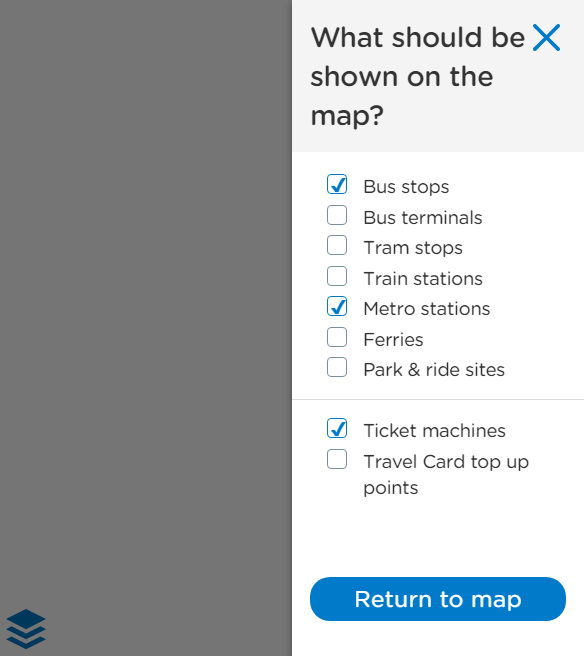 What should be
shown on the
map?
Bus stops
Bus terminals
Tram stops
Train stations
Metro stations
Ferries
Park & ride sites
Ticket machines
Travel Card top up
points
Return to map